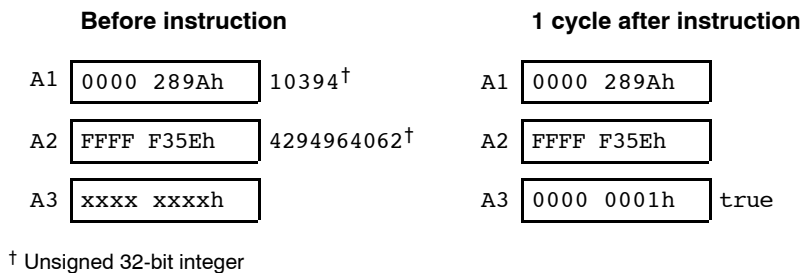 Before instruction 1 cycle after instruction
A1 0000 289Ah 10394† A1 0000 289Ah
A2 FFFF F35Eh 4294964062† A2 FFFF F35Eh
A3 xxxx xxxxh A3 0000 0001h true
† Unsigned 32-bit integer